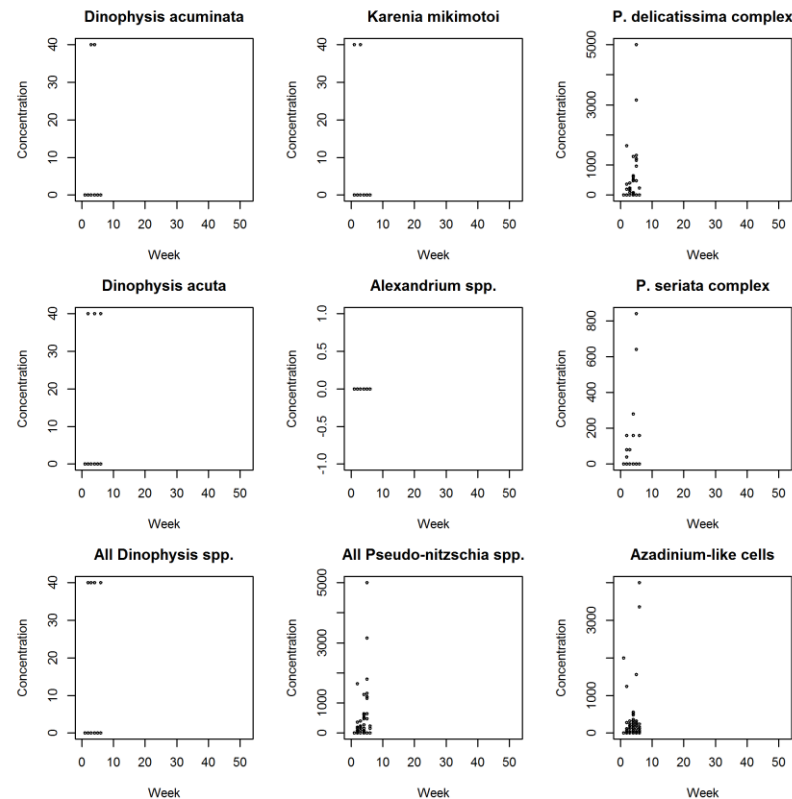 Dinophysis acuminata
Concentration
0 10 20 30 40
0 10 20 30 40 50
Week
Karenia mikimotoi
Concentration
0 10 20 30 40
0 10 20 30 40 50
Week
P. delicatissima complex
Concentration
0 1000 3000 5000
0 10 20 30 40 50
Week
Dinophysis acuta
Concentration
0 10 20 30 40
0 10 20 30 40 50
Week
Alexandrium spp.
Concentration
-1.0 -0.5 0.0 0.5 1.0
0 10 20 30 40 50
Week
P. seriata complex
Concentration
0 200 400 600 800
0 10 20 30 40 50
Week
All Dinophysis spp.
Concentration
0 10 20 30 40
0 10 20 30 40 50
Week
All Pseudo-nitzschia spp.
Concentration
0 1000 3000 5000
0 10 20 30 40 50
Week
Azadinium-like cells
Concentration
0 1000 3000
0 10 20 30 40 50
Week